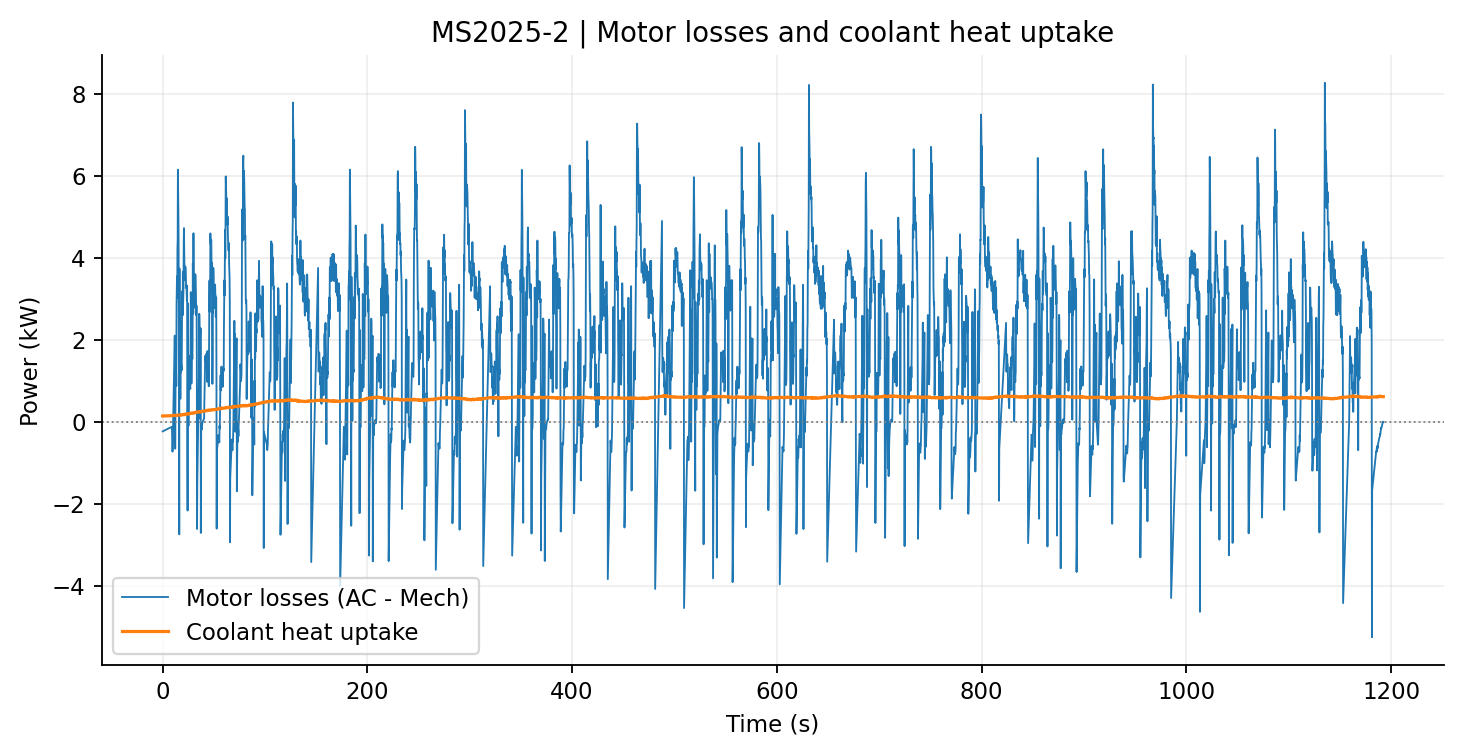 MS2025-2 | Motor losses and coolant heat uptake
Power (kW)
8
6
4
2
0
−2
−4
Motor losses (AC - Mech)
Coolant heat uptake
0 200 400 600 800 1000 1200
Time (s)